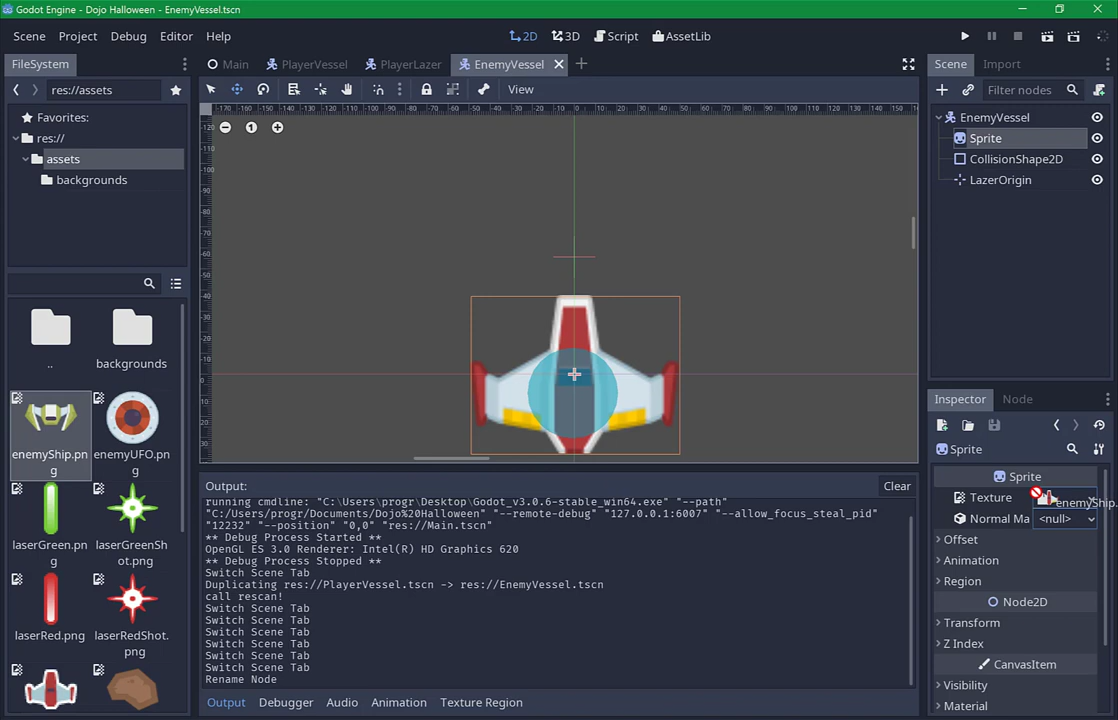 Godot Engine - Dojo Halloween - EnemyVessel.tscn
Scene Project Debug Editor Help
2D 3D Script AssetLib
FileSystem
Main PlayerVessel PlayerLazer EnemyVessel
Scene Import
res://assets
View
Filter nodes
Favorites:
res://
assets
backgrounds
EnemyVessel
Sprite
CollisionShape2D
LazerOrigin
..
backgrounds
enemyShip.pn
g
enemyUFO.pn
g
laserGreen.pn
g
laserGreenSh
ot.png
laserRed.png
laserRedShot.
png
Output:
Clear
running cmdline: "C:\Users\progr\Desktop\Godot_v3.0.6-stable_win64.exe" "--path"
"C:/Users/progr/Documents/Dojo%20Halloween" "--remote-debug" "127.0.0.1:6007" "--allow_focus_steal_pid"
"12232" "--position" "0,0" "res://Main.tscn"
** Debug Process Started **
OpenGL ES 3.0 Renderer: Intel(R) HD Graphics 620
** Debug Process Stopped **
Switch Scene Tab
Duplicating res://PlayerVessel.tscn -> res://EnemyVessel.tscn
call rescan!
Switch Scene Tab
Switch Scene Tab
Switch Scene Tab
Switch Scene Tab
Switch Scene Tab
Switch Scene Tab
Rename Node
Output Debugger Audio Animation Texture Region
Inspector Node
Sprite
Sprite
Texture
enemyShip.
Normal Ma <null>
Offset
Animation
Region
Node2D
Transform
Z Index
CanvasItem
Visibility
Material